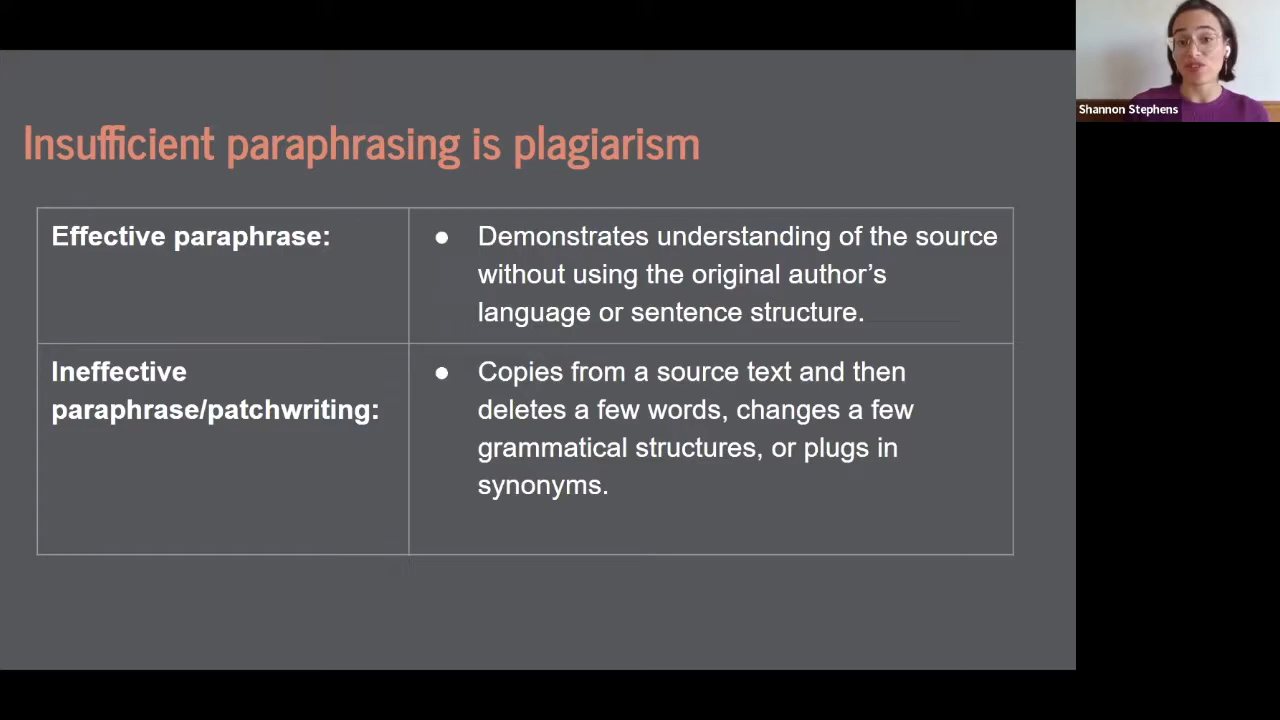 Insufficient paraphrasing is plagiarism
Shannon Stephens
Effective paraphrase:
● Demonstrates understanding of the source
without using the original author’s
language or sentence structure.
Ineffective
paraphrase/patchwriting:
● Copies from a source text and then
deletes a few words, changes a few
grammatical structures, or plugs in
synonyms.